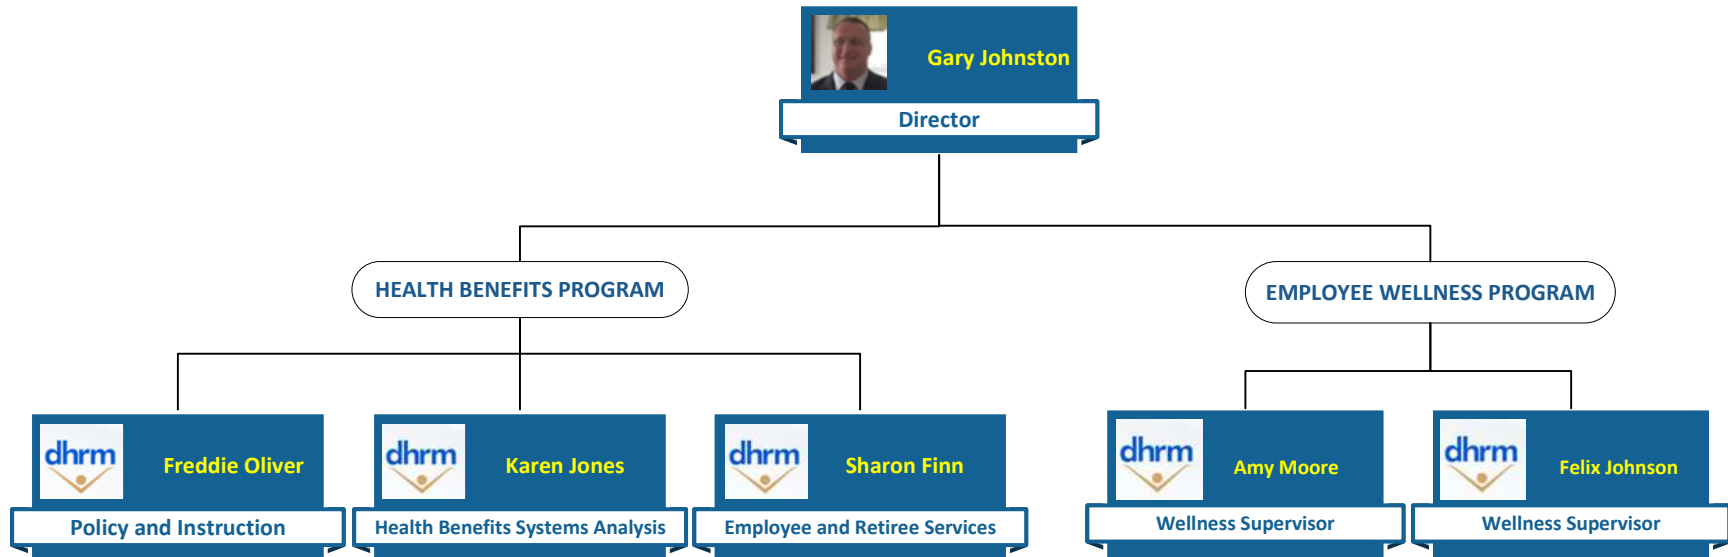 Gary Johnston
Director
HEALTH BENEFITS PROGRAM
EMPLOYEE WELLNESS PROGRAM
dhrm
Freddie Oliver
Policy and Instruction
dhrm
Karen Jones
Health Benefits Systems Analysis
dhrm
Sharon Finn
Employee and Retiree Services
dhrm
Amy Moore
Wellness Supervisor
dhrm
Felix Johnson
Wellness Supervisor